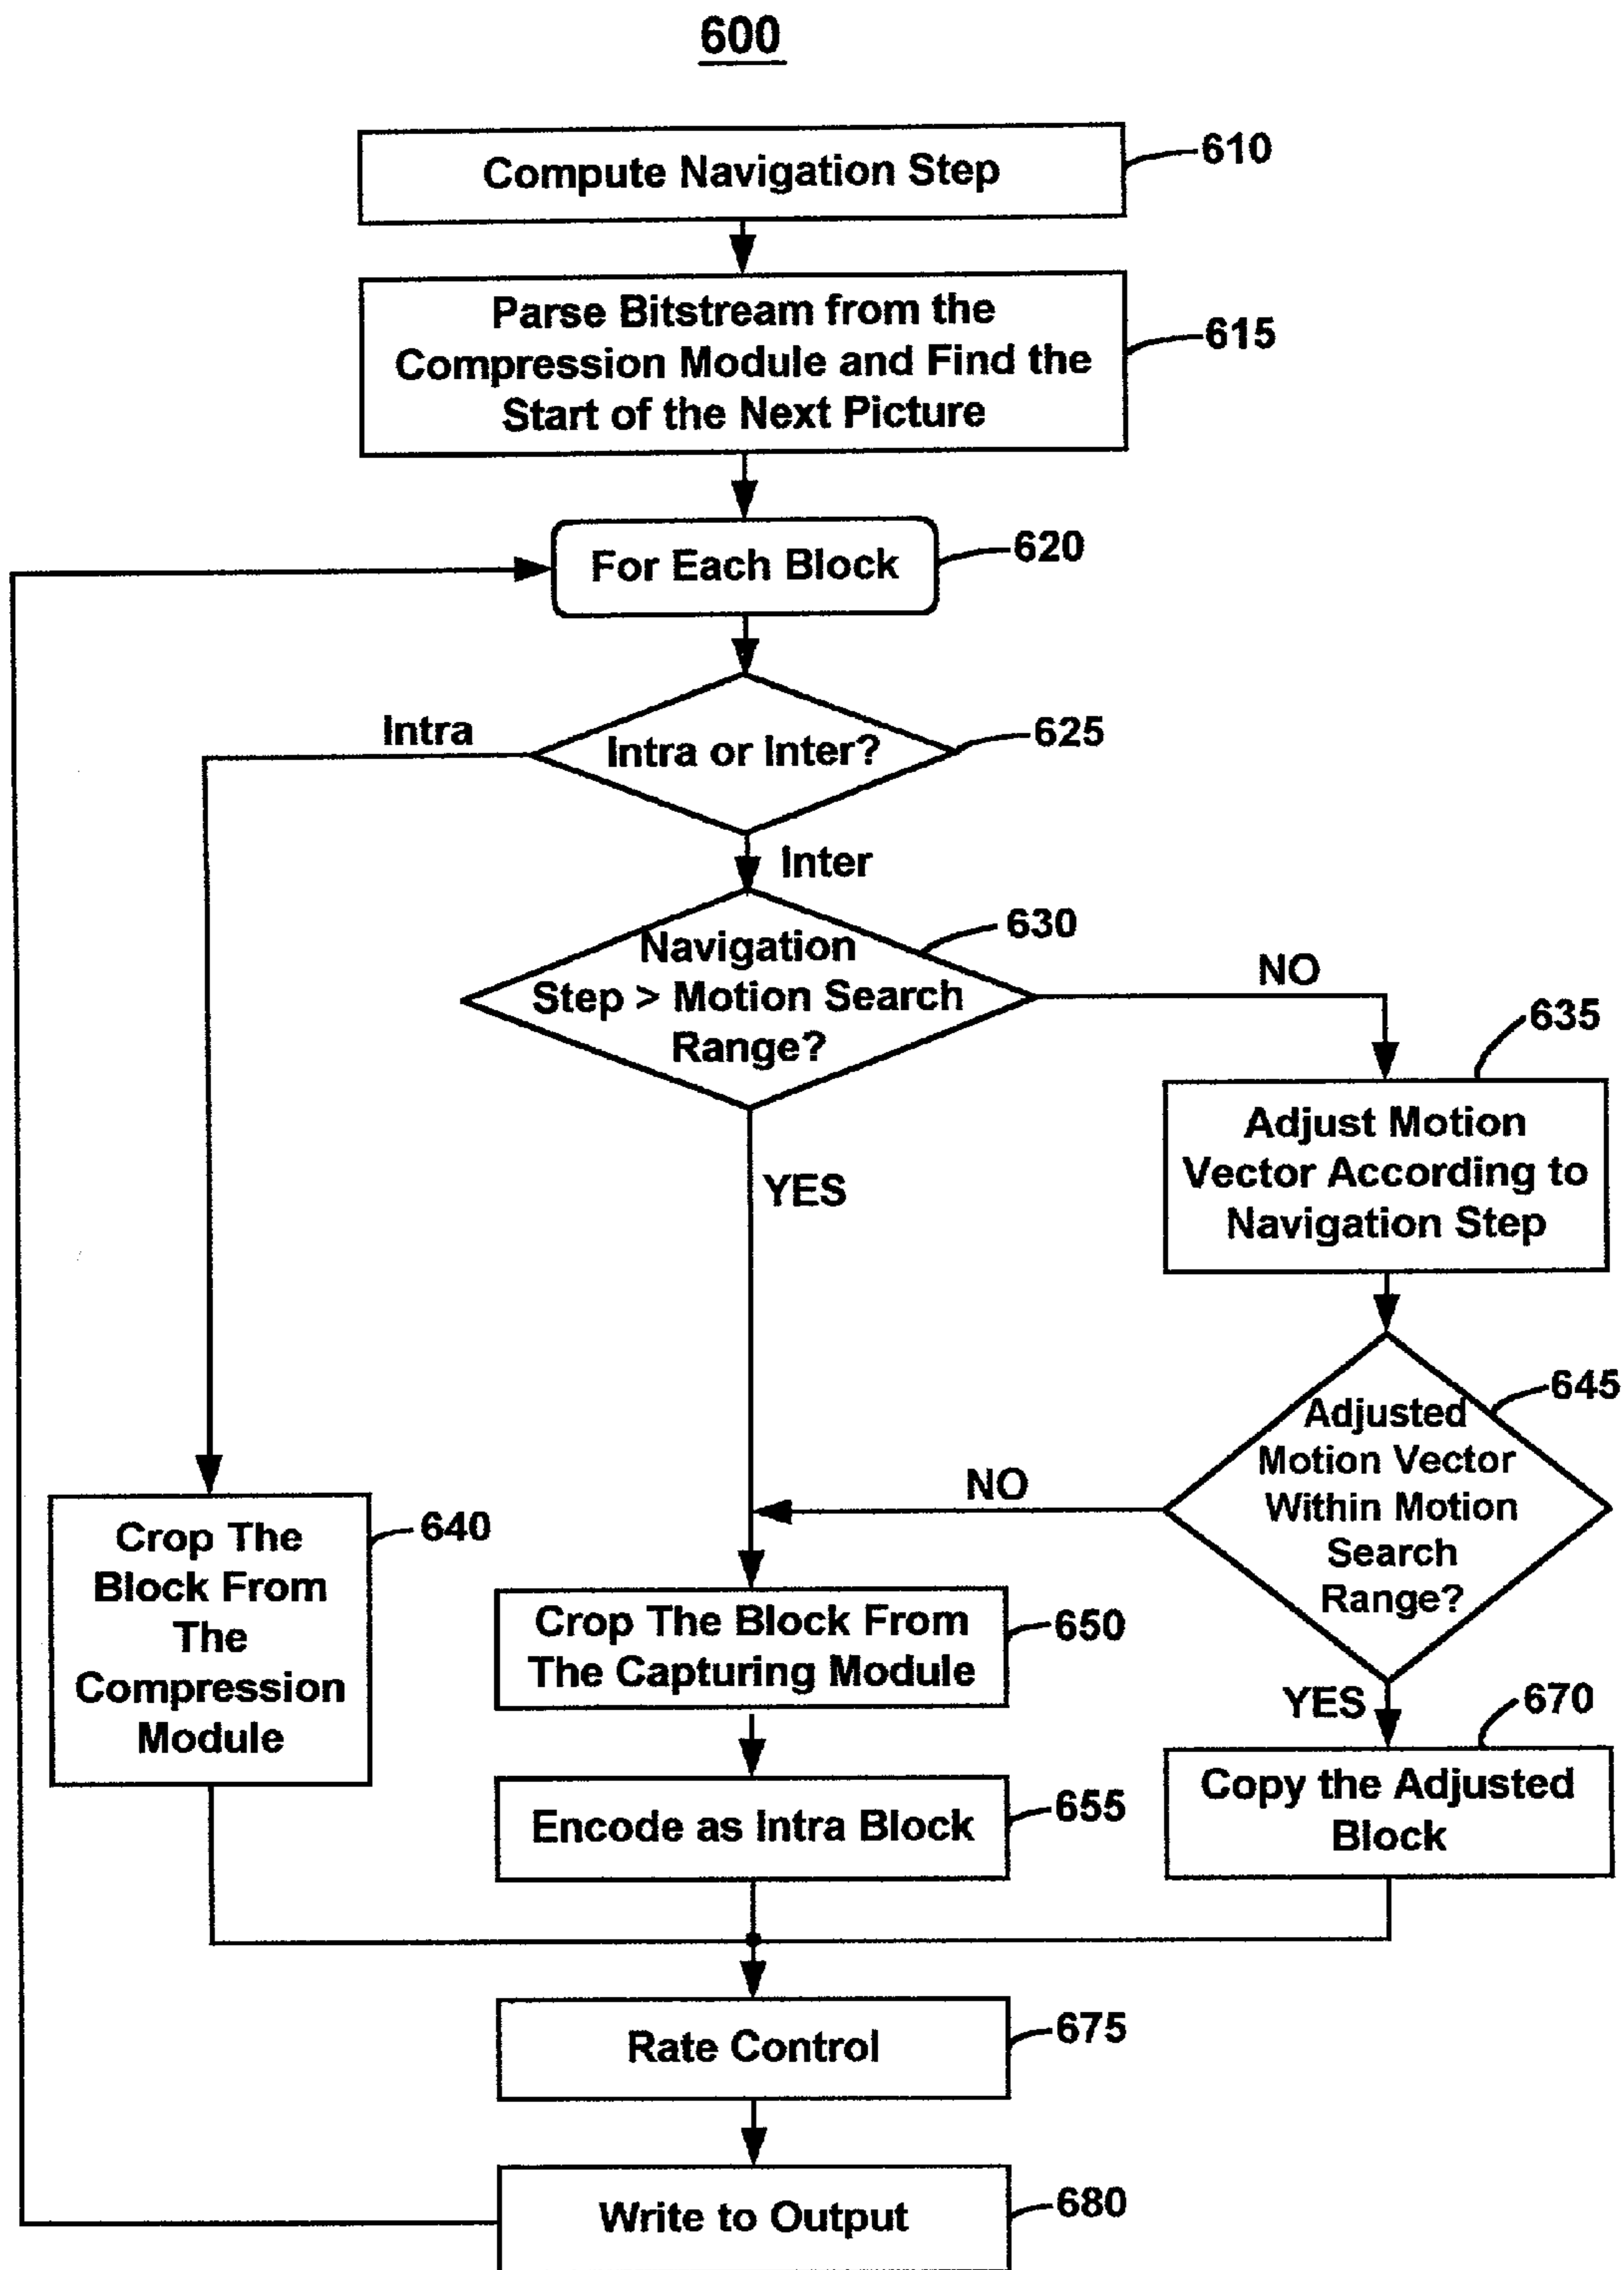 600
Compute Navigation Step
610
Parse Bitstream from the
Compression Module and Find the
Start of the Next Picture
615
For Each Block
620
Intra
Intra or Inter?
625
Inter
Navigation
Step > Motion Search
Range?
630
NO
635
Adjust Motion
Vector According to
Navigation Step
YES
Adjusted
Motion Vector
Within Motion
Search
Range?
645
NO
Crop The
Block From
The
Compression
Module
640
Crop The Block From
The Capturing Module
650
YES
670
Copy the Adjusted
Block
Encode as Intra Block
655
Rate Control
675
Write to Output
680